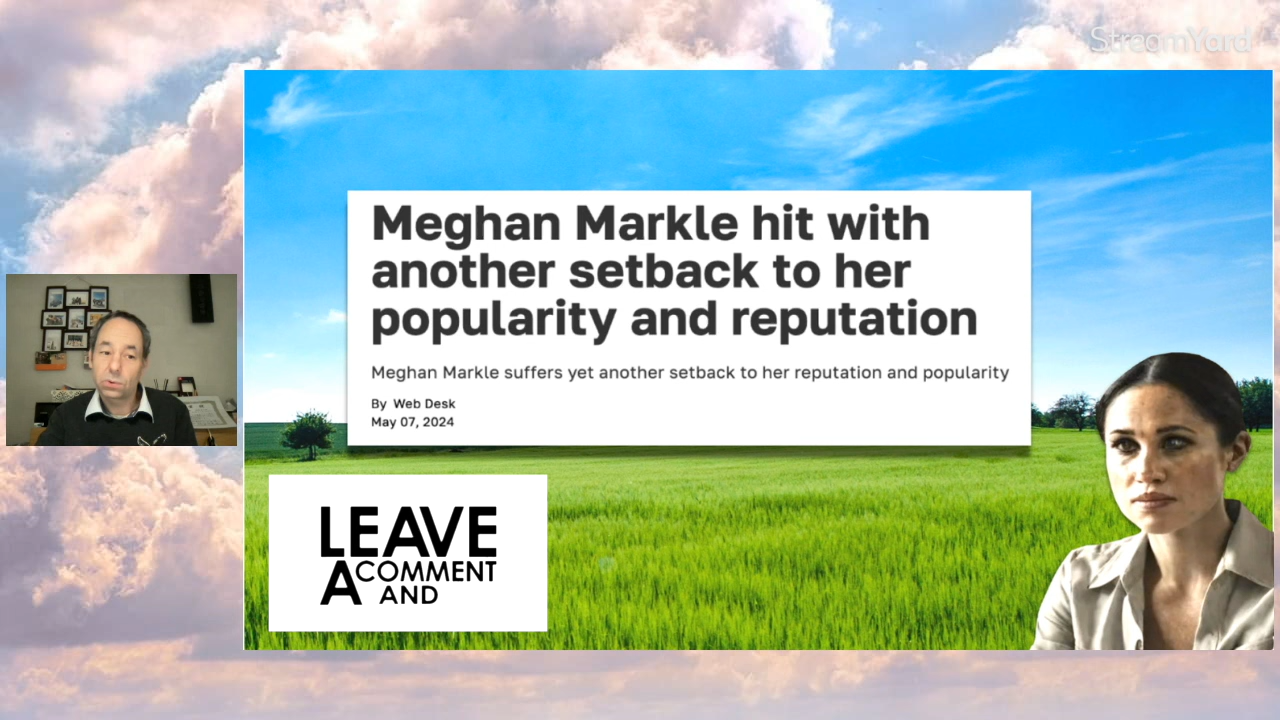 StreamYard
Meghan Markle hit with
another setback to her
popularity and reputation
Meghan Markle suffers yet another setback to her reputation and popularity
By Web Desk
May 07, 2024
LEAVE
A COMMENT
AND